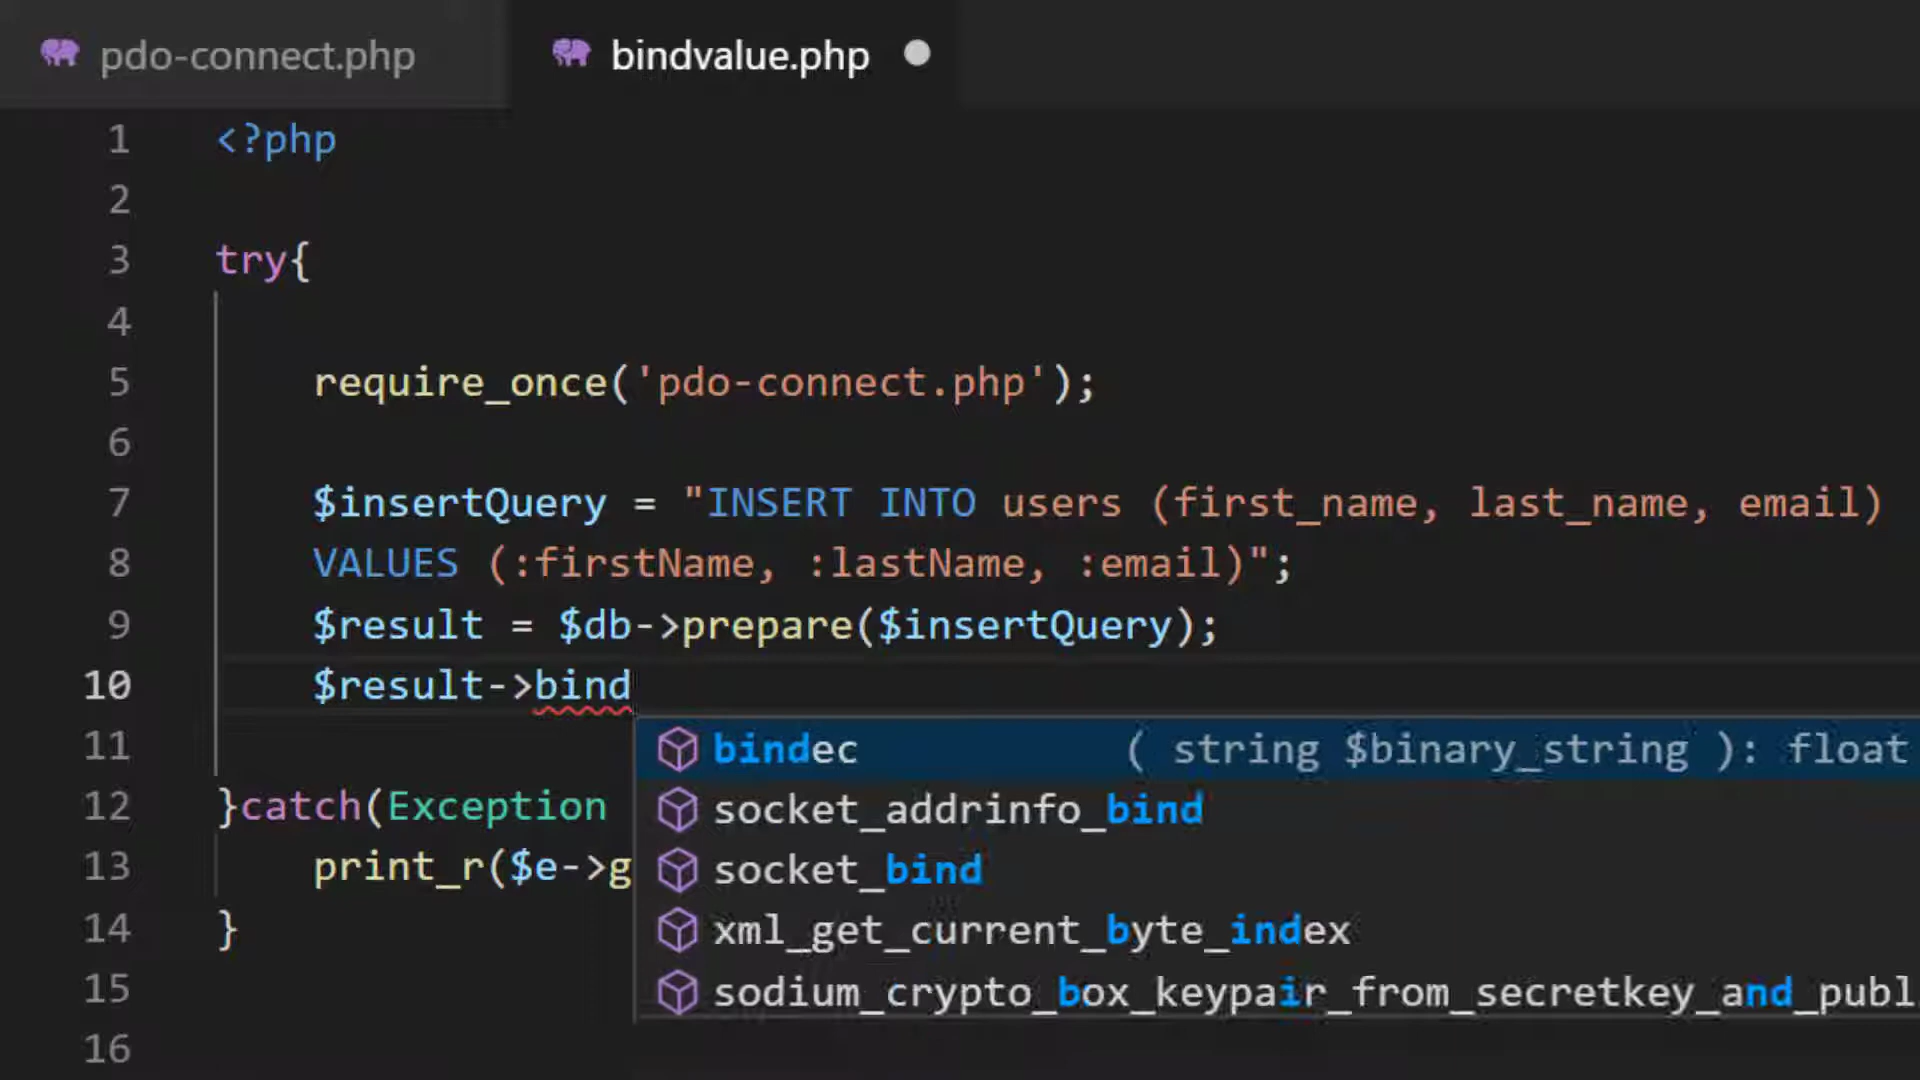 pdo-connect.php bindvalue.php
1 <?php
2
3 try{
4
5 require_once('pdo-connect.php');
6
7 $insertQuery = "INSERT INTO users (first_name, last_name, email)
8 VALUES (:firstName, :lastName, :email)";
9 $result = $db->prepare($insertQuery);
10 $result->bind
11 bindec ( string $binary_string ): float
12 }catch(Exception socket_addrinfo_bind
13 print_r($e->g socket_bind
14 } xml_get_current_byte_index
15 sodium_crypto_box_keypair_from_secretkey_and_publ
16